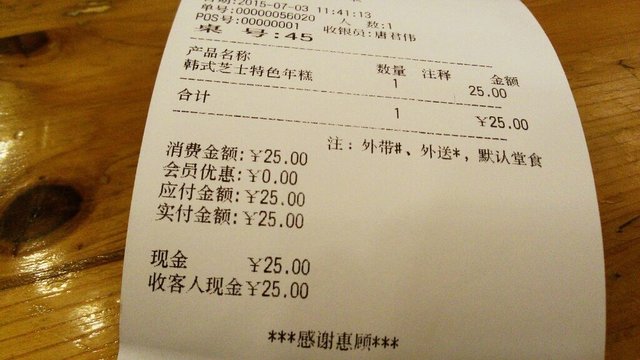 日期:2015-07-03 11:41:13
单号:00000056020 人 数:1
POS号:00000001 收银员:唐君伟
桌 号:45
产品名称 数量 注释 金额
韩式芝士特色年糕 1 25.00
合计 1 ¥25.00
注：外带#、外送*，默认堂食
消费金额:¥25.00
会员优惠:¥0.00
应付金额:¥25.00
实付金额:¥25.00
现金 ¥25.00
收客人现金¥25.00
***感谢惠顾***